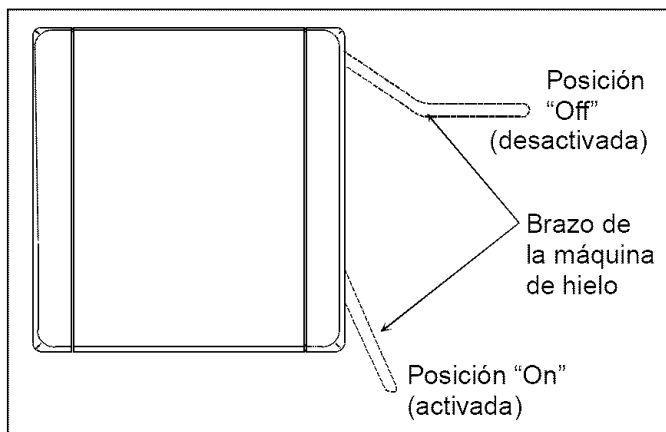 Posición
“Off”
(desactivada)
Brazo de
la máquina
de hielo
Posición “On”
(activada)